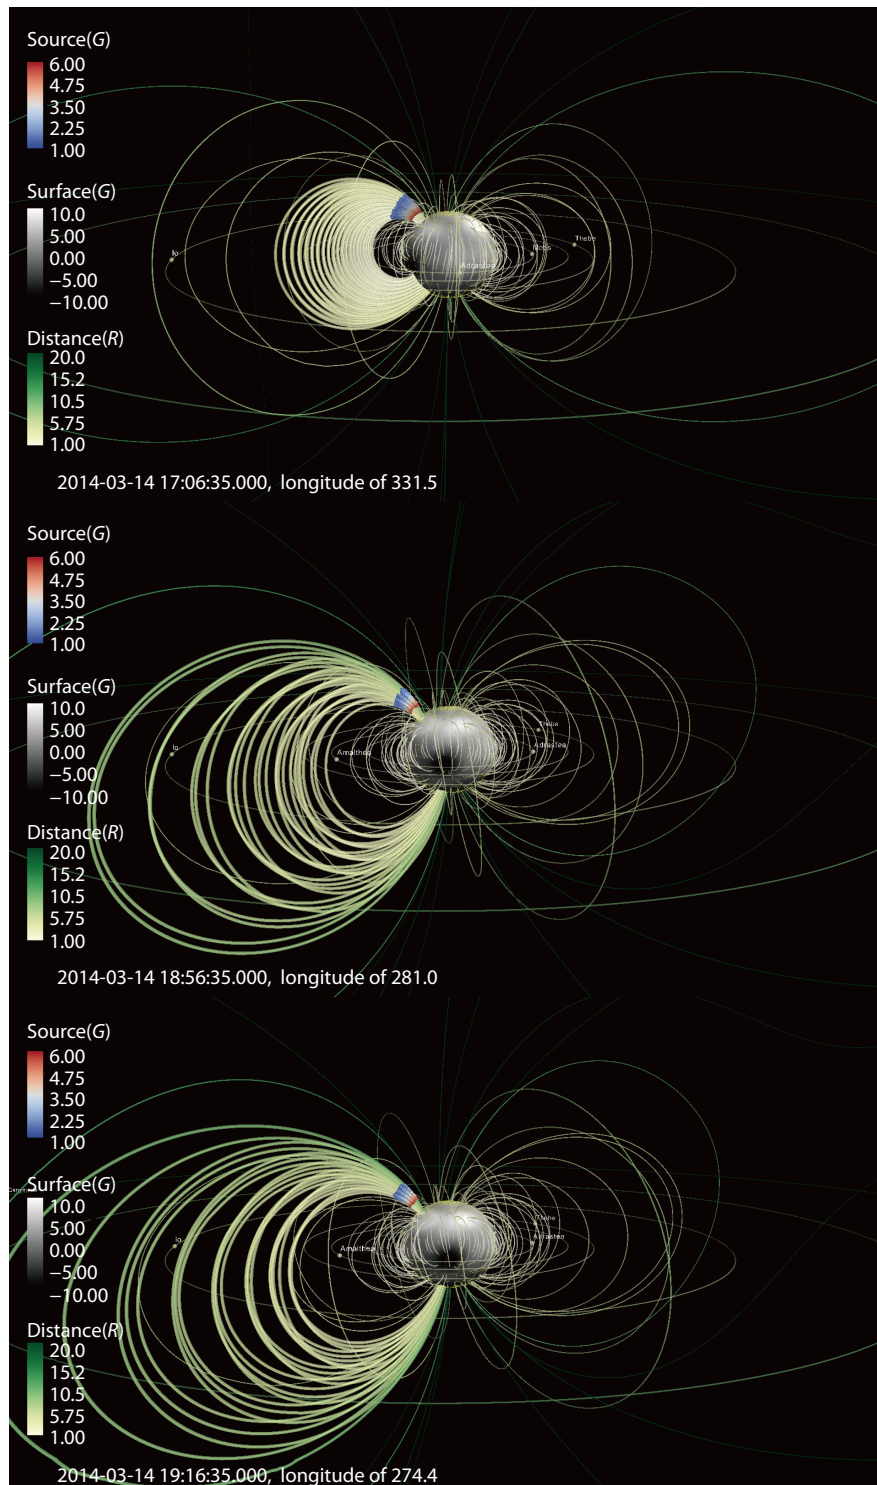 Source(G)
6.00
4.75
3.50
2.25
1.00
Surface(G)
10.0
5.00
0.00
−5.00
−10.00
Io
Metis
Thebe
Adrastea
Distance(R)
20.0
15.2
10.5
5.75
1.00
2014-03-14 17:06:35.000, longitude of 331.5
Source(G)
6.00
4.75
3.50
2.25
1.00
Surface(G)
10.0
5.00
0.00
−5.00
−10.00
Io
Amalthea
Thebe
Adrastea
Distance(R)
20.0
15.2
10.5
5.75
1.00
2014-03-14 18:56:35.000, longitude of 281.0
Source(G)
6.00
4.75
3.50
2.25
1.00
Surface(G)
10.0
5.00
0.00
−5.00
−10.00
Io
Amalthea
Thebe
Adrastea
Distance(R)
20.0
15.2
10.5
5.75
1.00
2014-03-14 19:16:35.000, longitude of 274.4